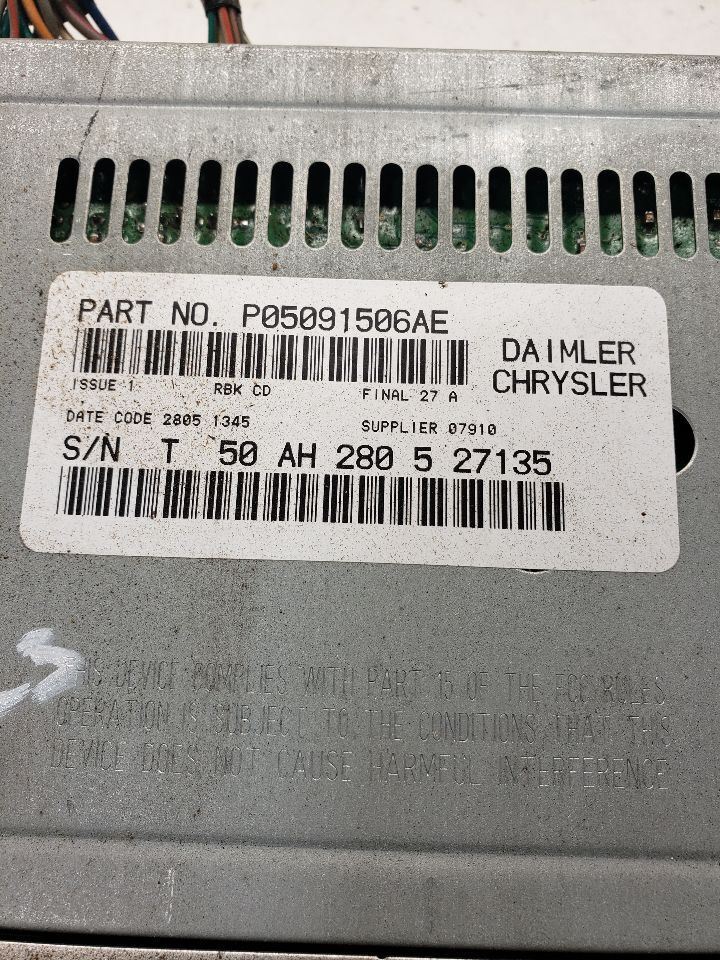 PART NO. P05091506AE
DAIMLER
CHRYSLER
ISSUE 1 RBK CD FINAL 27 A
DATE CODE 2805 1345 SUPPLIER 07910
S/N T 50 AH 280 5 27135
THIS DEVICE COMPLIES WITH PART 15 OF THE FCC RULES
OPERATION IS SUBJECT TO THE CONDITIONS THAT THIS
DEVICE DOES NOT CAUSE HARMFUL INTERFERENCE